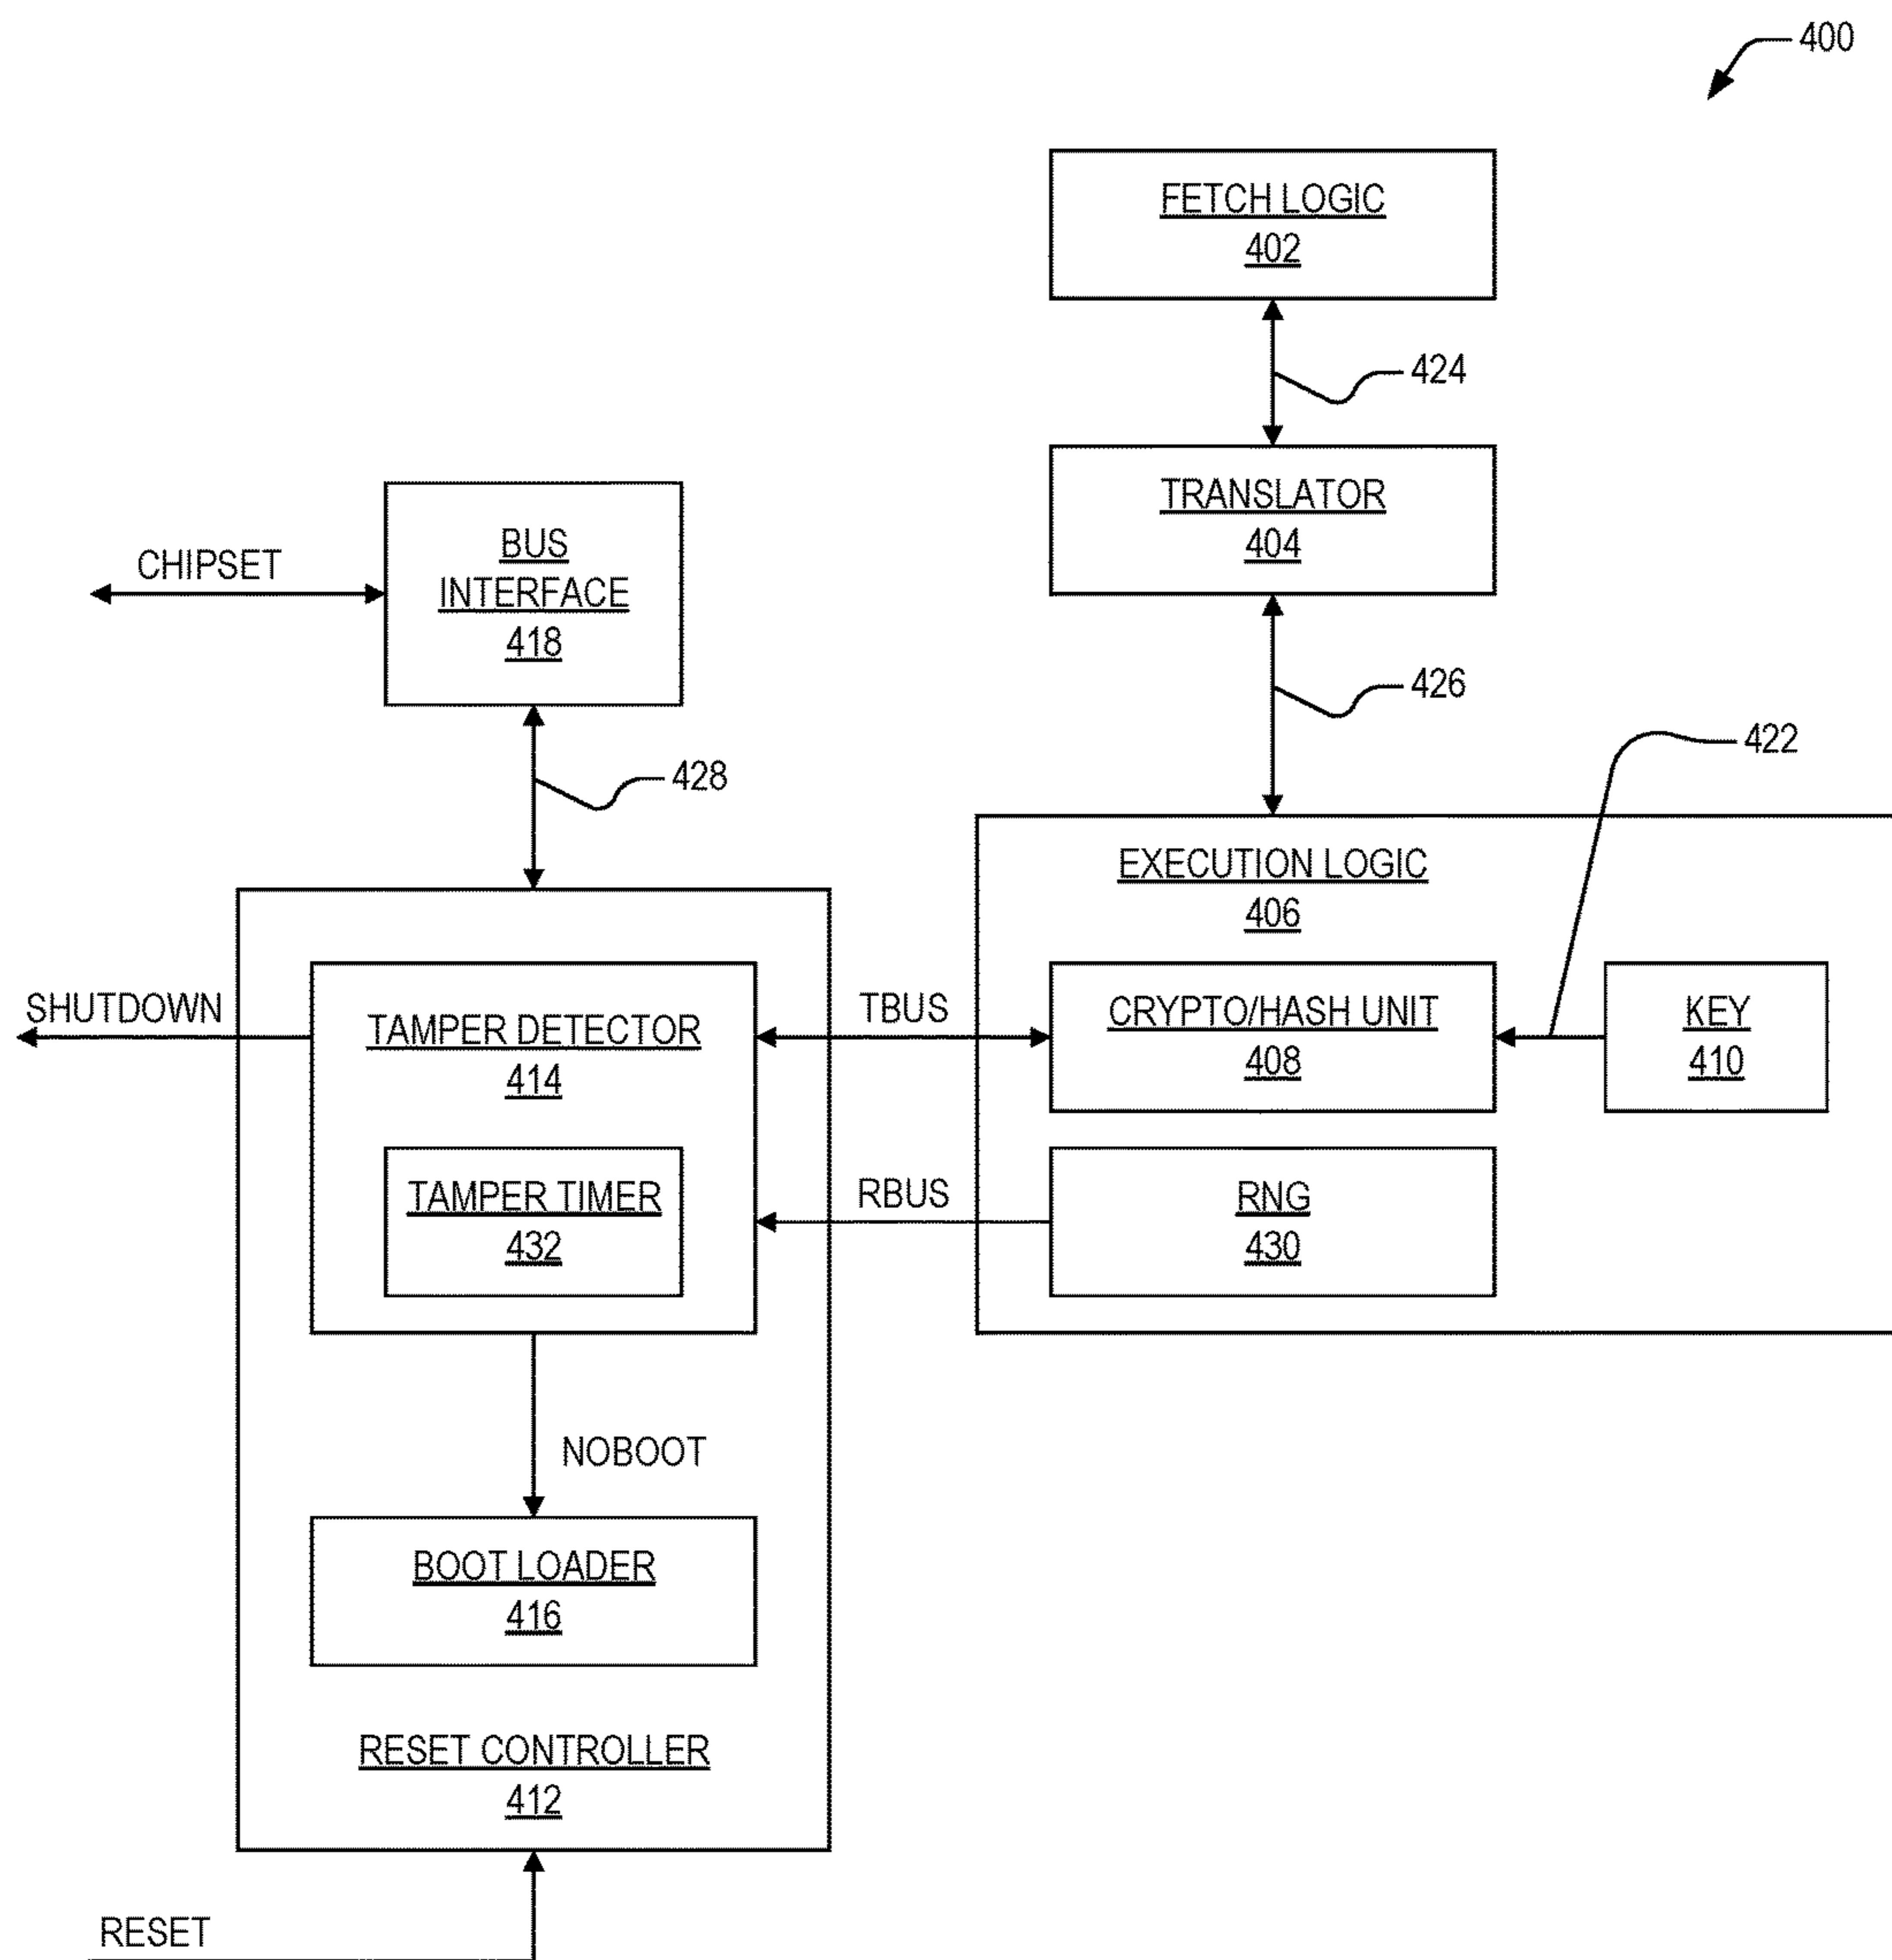 400
FETCH LOGIC
402
424
TRANSLATOR
404
BUS
INTERFACE
418
CHIPSET
426
422
428
EXECUTION LOGIC
406
SHUTDOWN
TAMPER DETECTOR
414
TBUS
CRYPTO/HASH UNIT
408
KEY
410
TAMPER TIMER
432
RBUS
RNG
430
NOBOOT
BOOT LOADER
416
RESET CONTROLLER
412
RESET